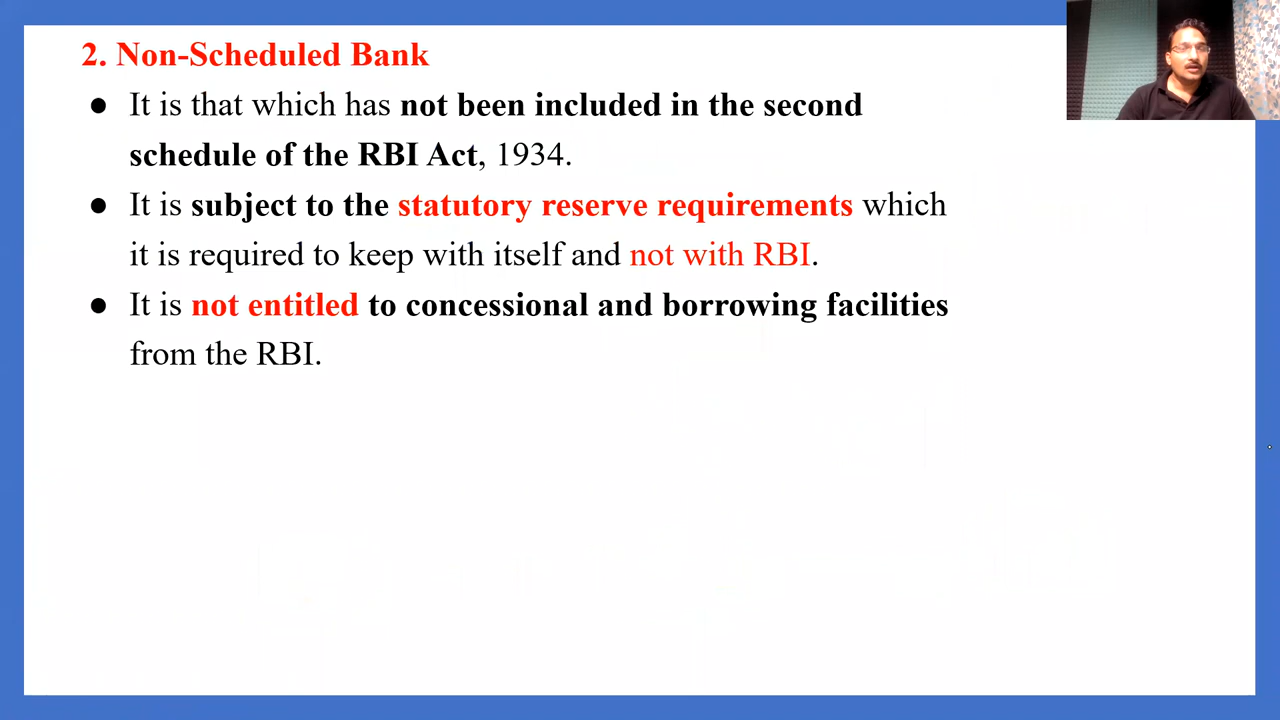 2. Non-Scheduled Bank
● It is that which has not been included in the second
schedule of the RBI Act, 1934.
● It is subject to the statutory reserve requirements which
it is required to keep with itself and not with RBI.
● It is not entitled to concessional and borrowing facilities
from the RBI.